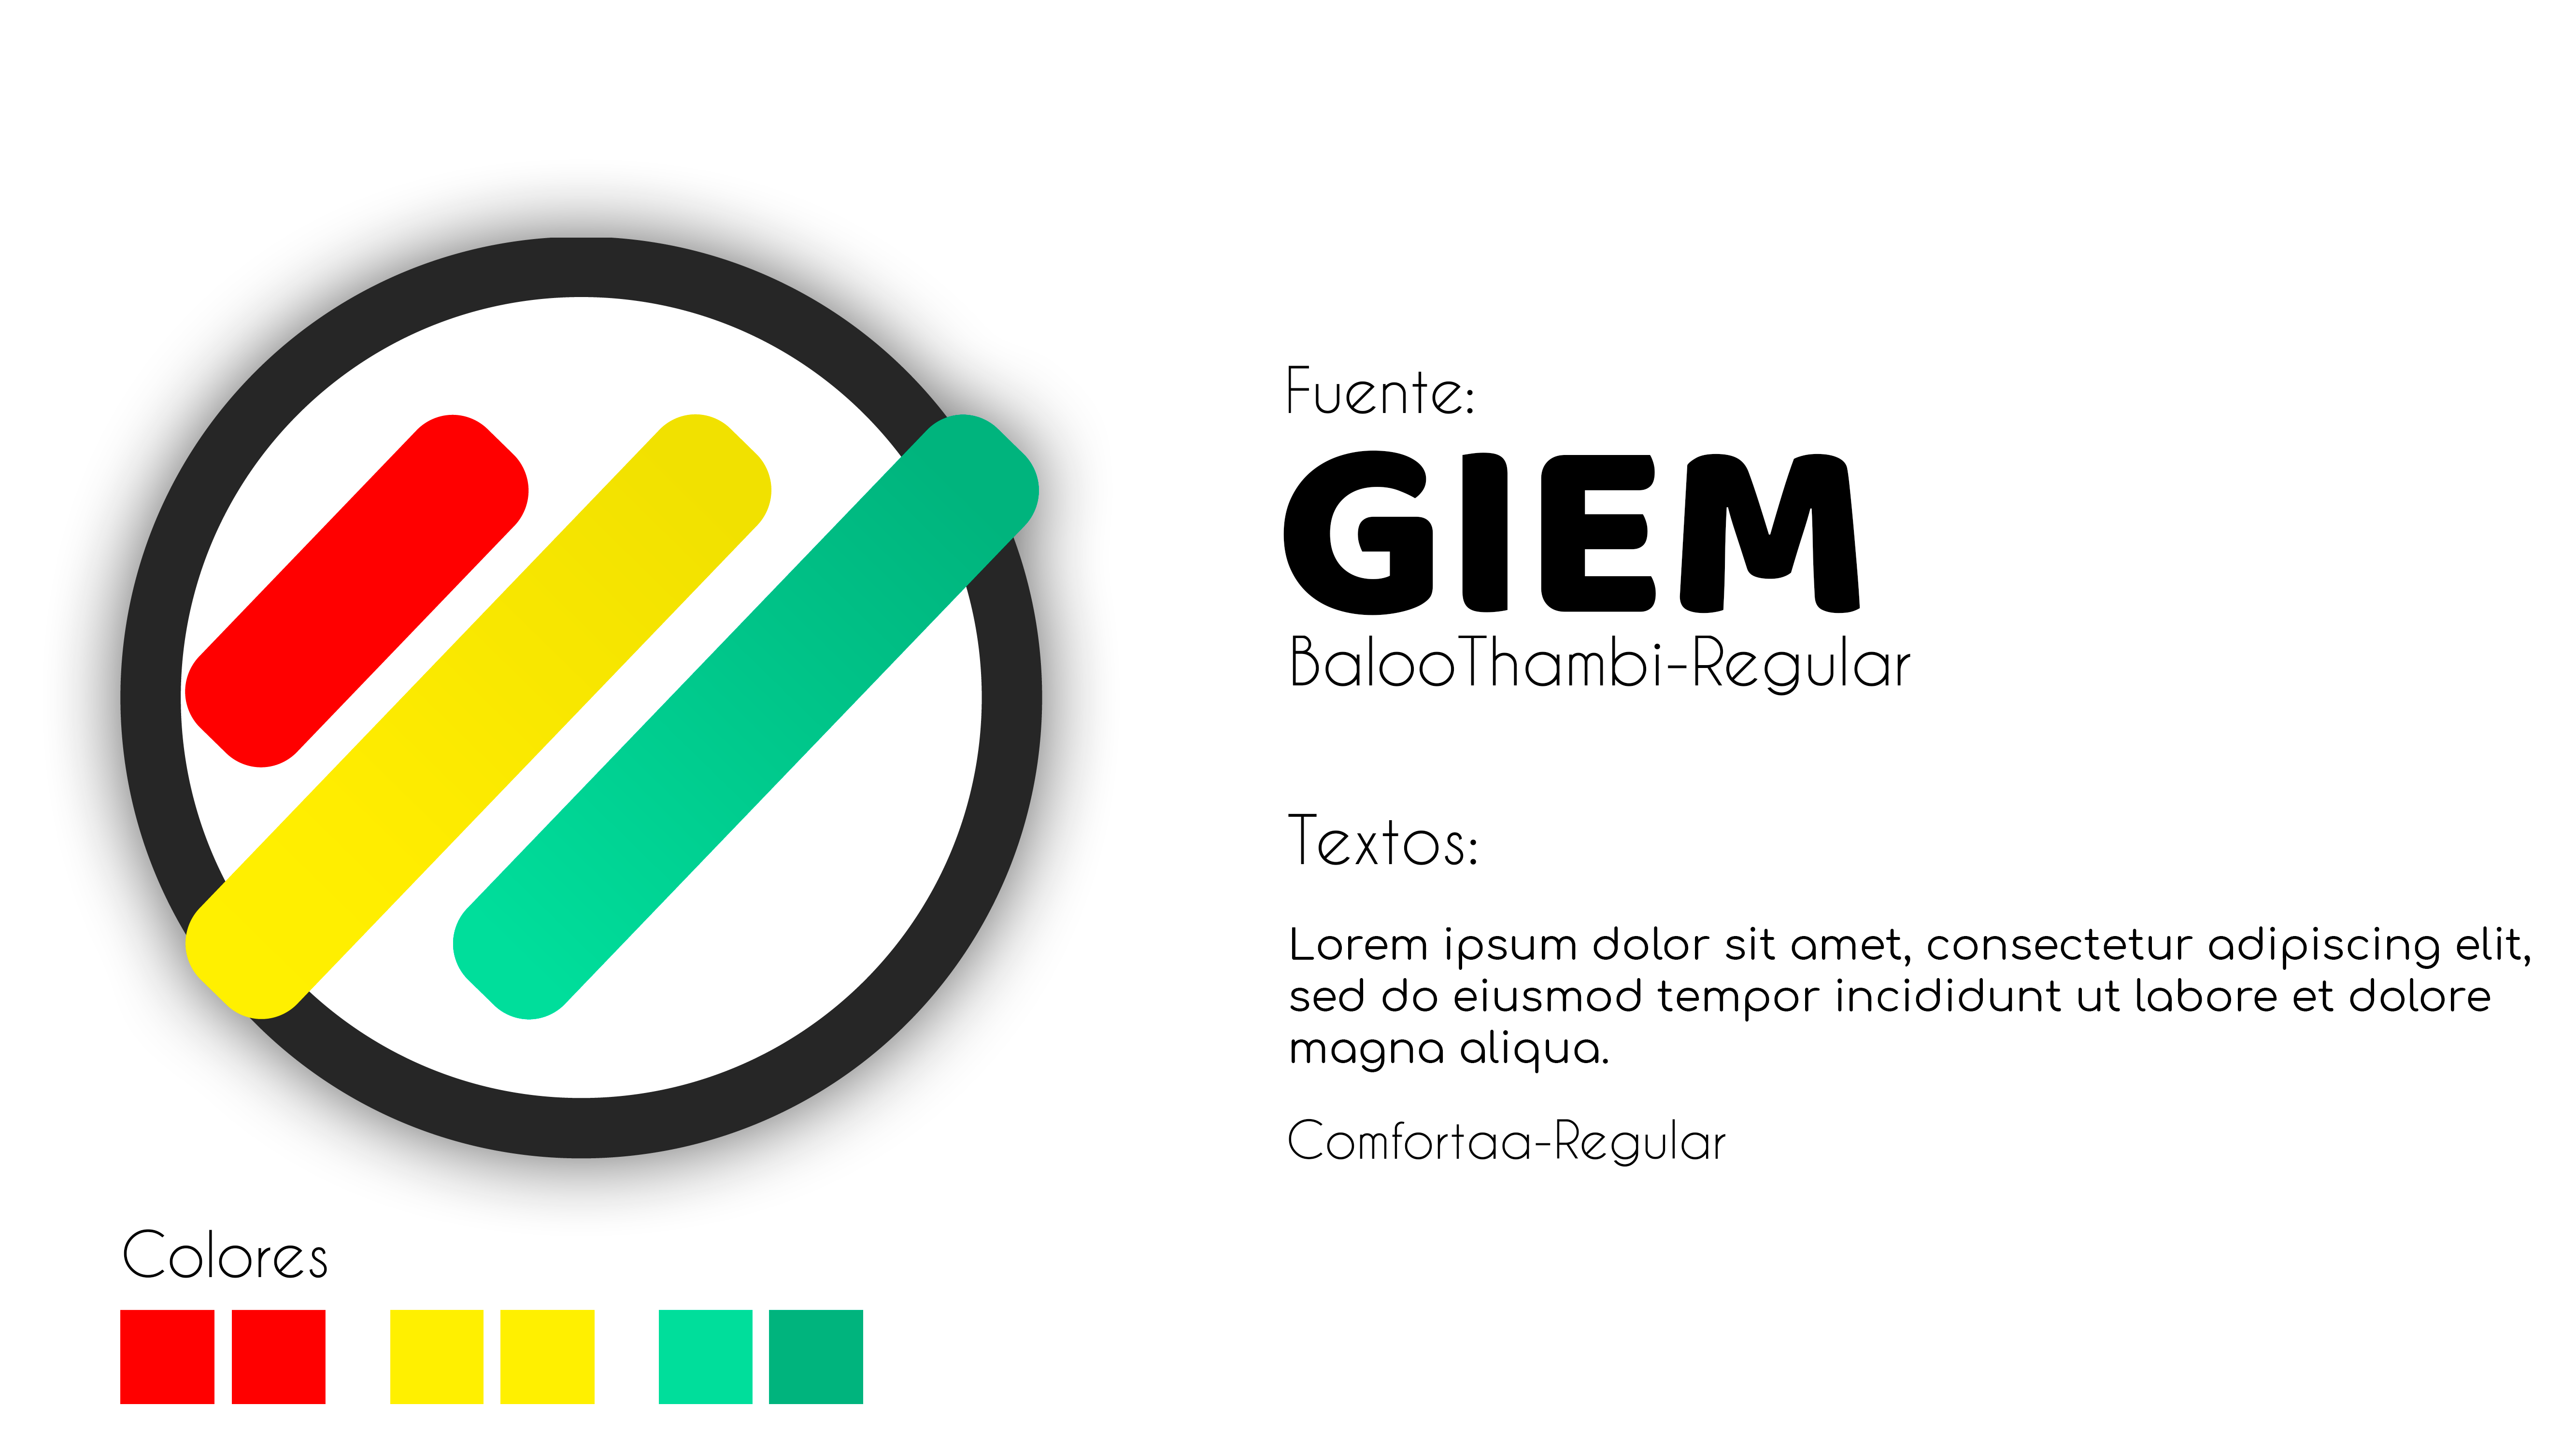 Fuente:
GIEM
BalooThambi-Regular
Textos:
Lorem ipsum dolor sit amet, consectetur adipiscing elit,
sed do eiusmod tempor incididunt ut labore et dolore
magna aliqua.
Comfortaa-Regular
Colores